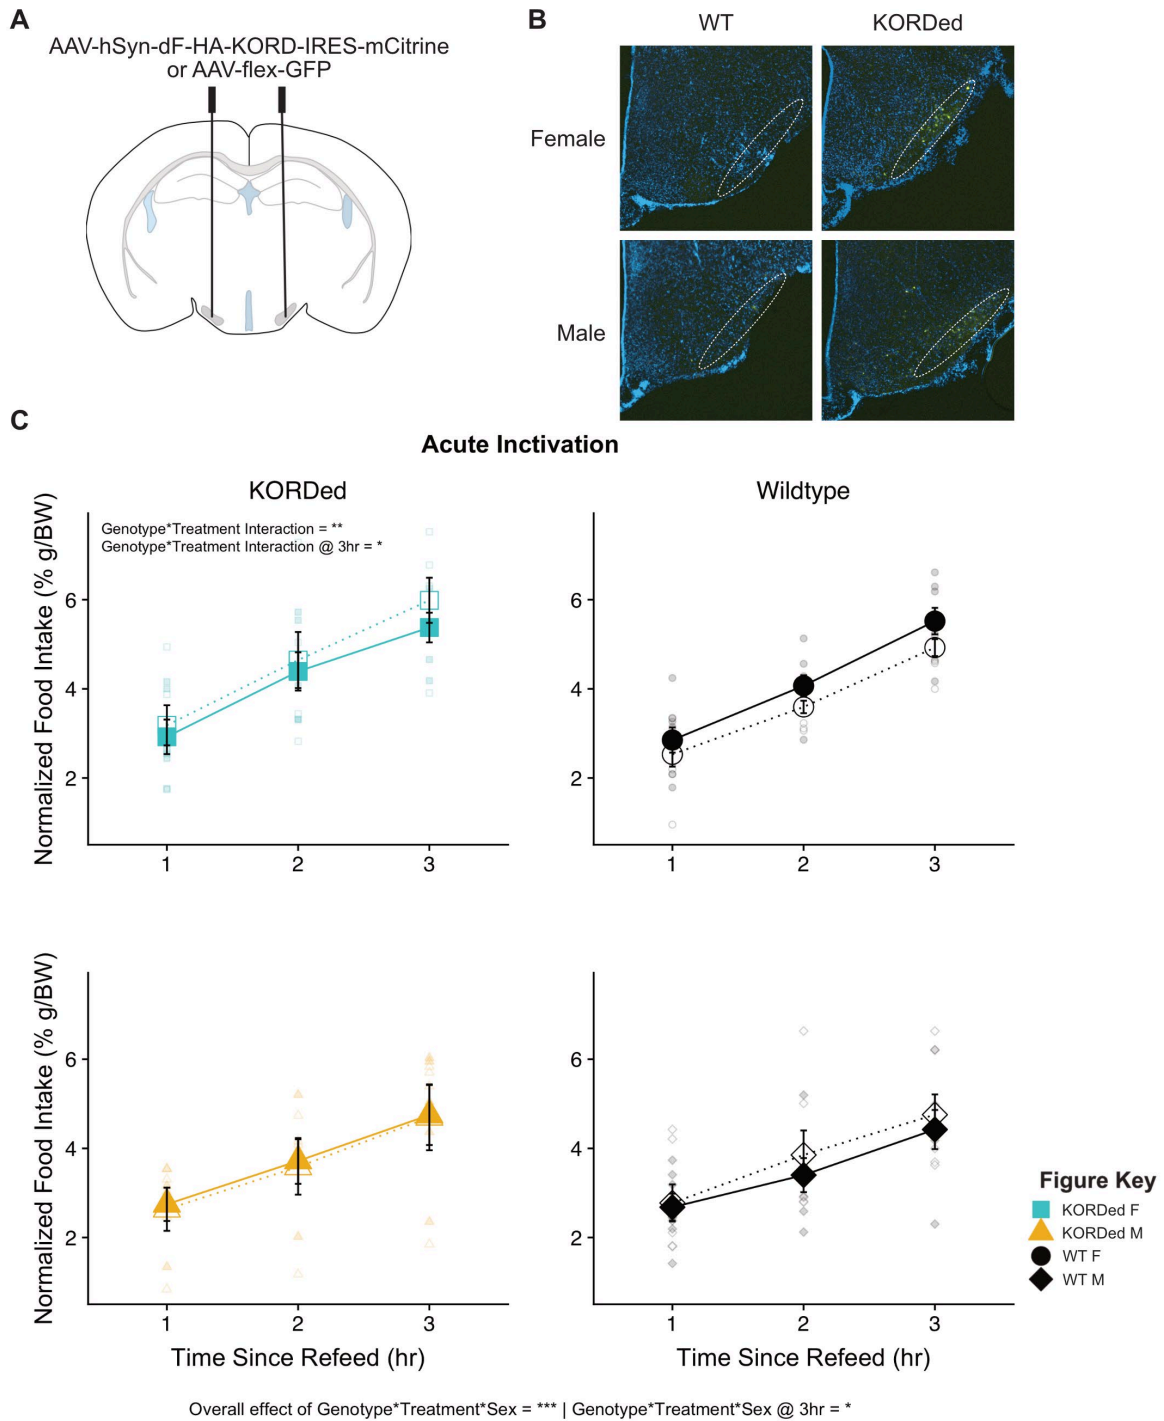 A
AAV-hSyn-dF-HA-KORD-IRES-mCitrine
or AAV-flex-GFP
B
WT
KORDed
Female
Male
C
Acute Inctivation
KORDed
Wildtype
Normalized Food Intake (% g/BW)
Genotype*Treatment Interaction = **
Genotype*Treatment Interaction @ 3hr = *
6
4
2
1
2
3
6
4
2
1
2
3
Normalized Food Intake (% g/BW)
6
4
2
1
2
3
Time Since Refeed (hr)
6
4
2
1
2
3
Time Since Refeed (hr)
Figure Key
KORDed F
KORDed M
WT F
WT M
Overall effect of Genotype*Treatment*Sex = *** | Genotype*Treatment*Sex @ 3hr = *